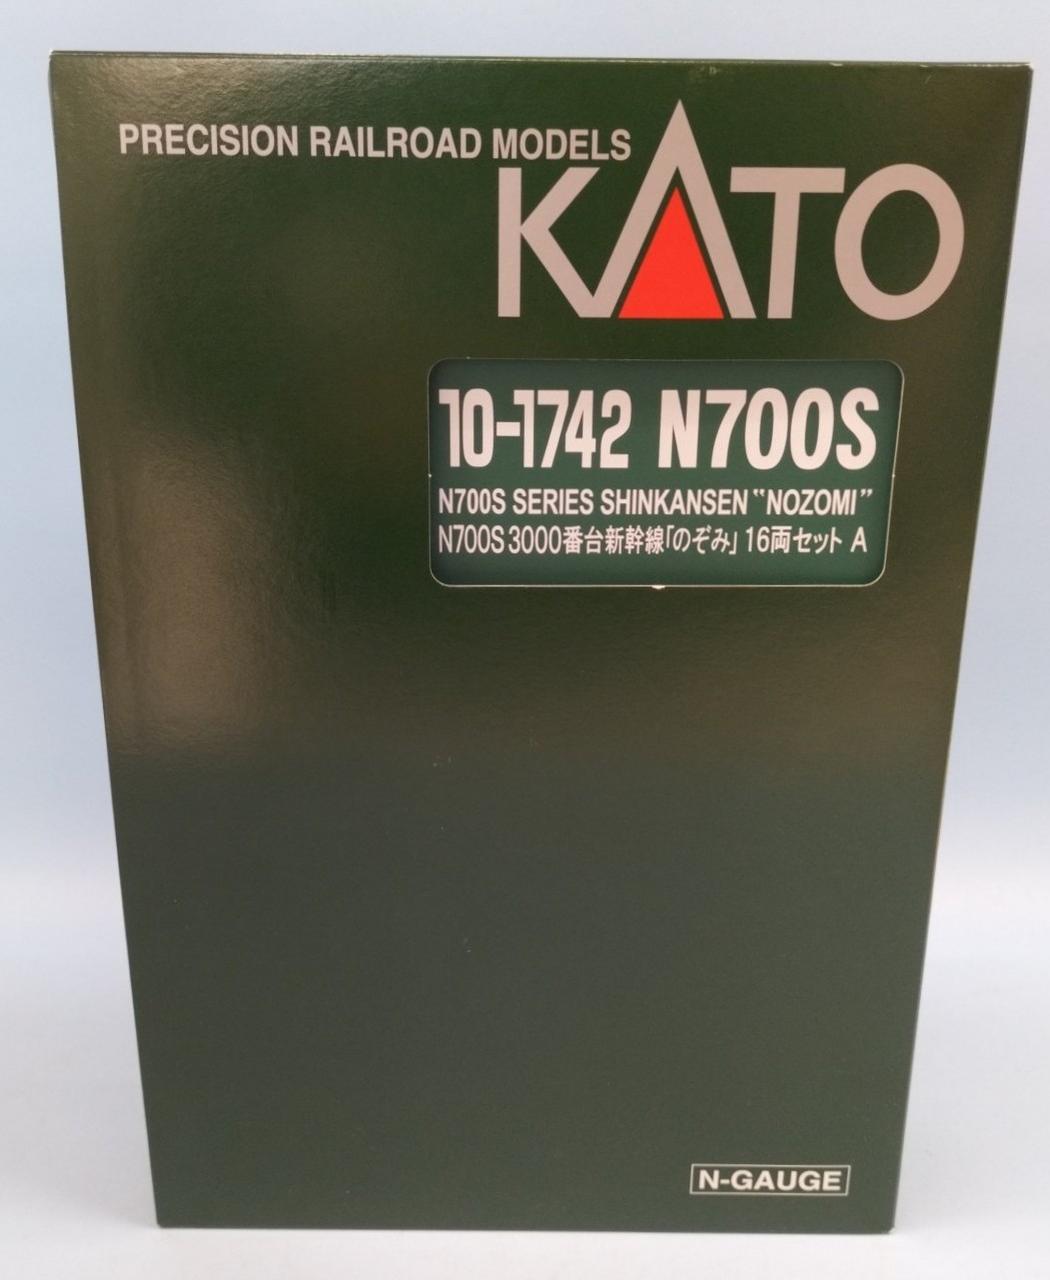 PRECISION RAILROAD MODELS
KATO
10-1742 N700S
N700S SERIES SHINKANSEN "NOZOMI"
N700S 3000番台新幹線「のぞみ」 16両セット A
N-GAUGE